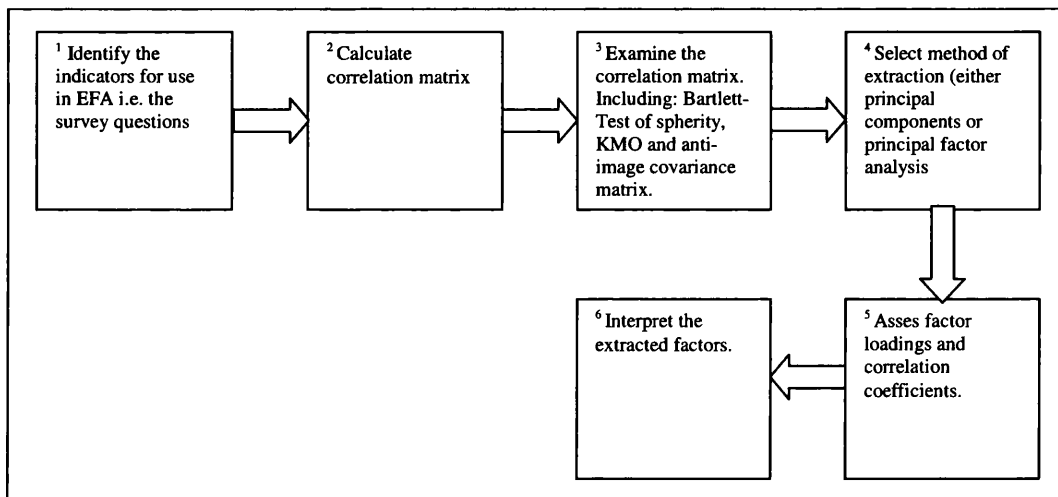 ¹ Identify the
indicators for use
in EFA i.e. the
survey questions
² Calculate
correlation matrix
³ Examine the
correlation matrix.
Including: Bartlett-
Test of spherity,
KMO and anti-
image covariance
matrix.
⁴ Select method of
extraction (either
principal
components or
principal factor
analysis
⁵ Asses factor
loadings and
correlation
coefficients.
⁶ Interpret the
extracted factors.